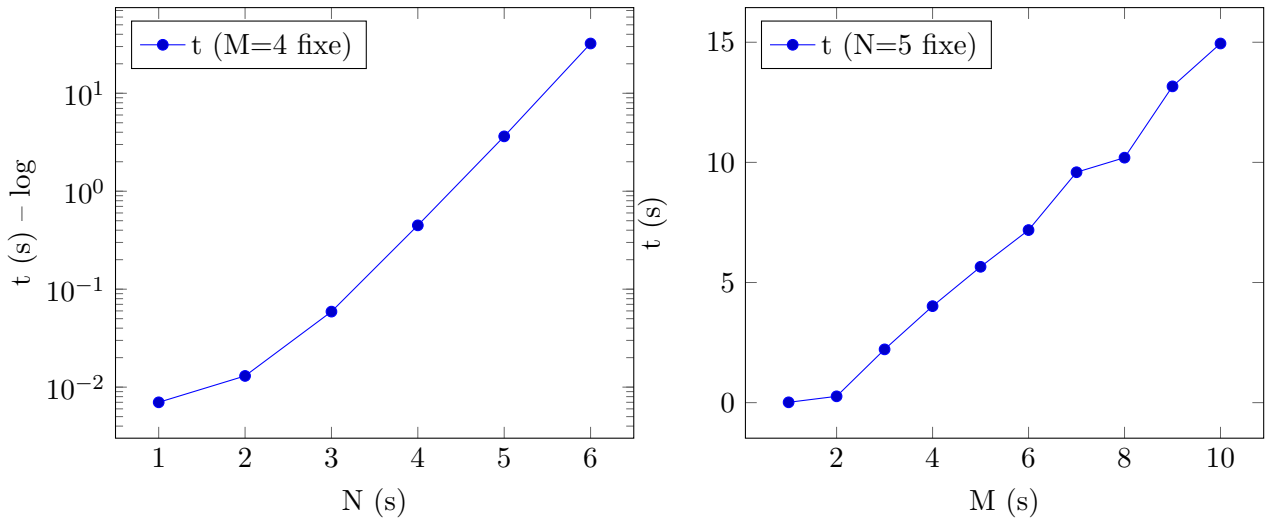 t (M=4 fixe)
10^1
10^0
10^−1
10^−2
t (s) – log
1 2 3 4 5 6
N (s)
t (N=5 fixe)
15
10
5
0
t (s)
2 4 6 8 10
M (s)